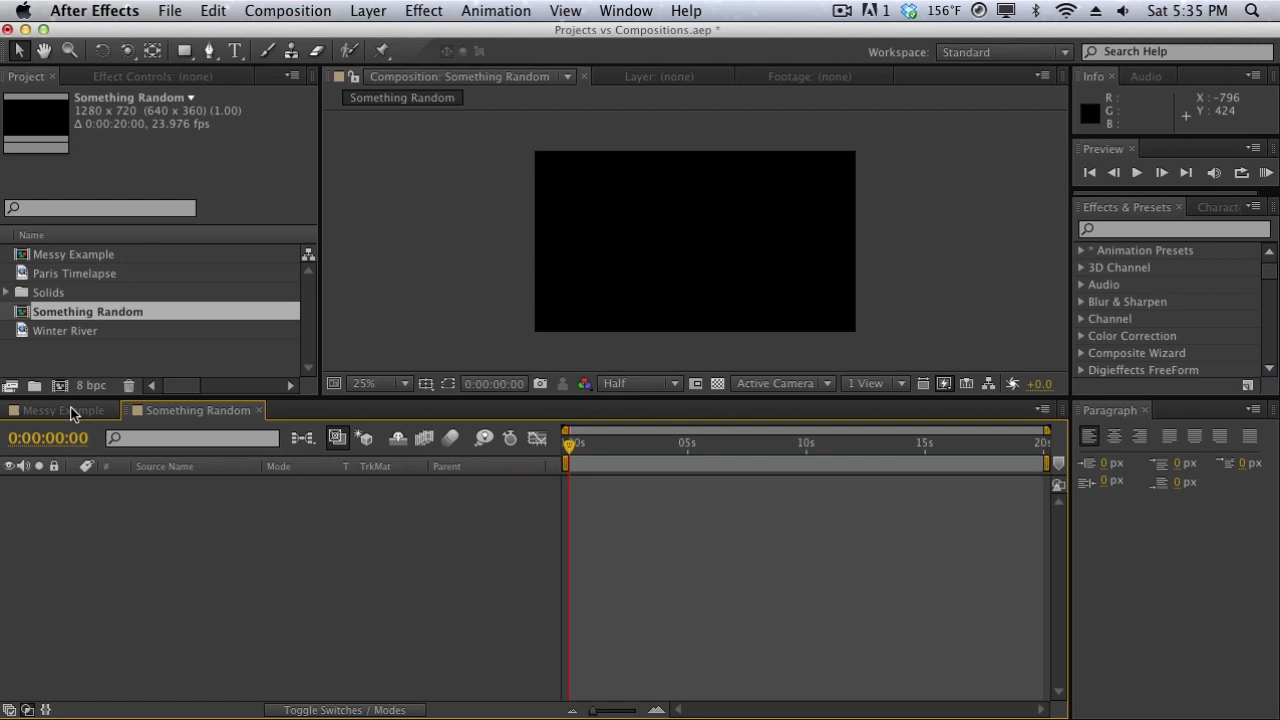 After Effects File Edit Composition Layer Effect Animation View Window Help 1 156°F Sat 5:35 PM
Projects vs Compositions.aep *
Workspace: Standard Search Help
Project Effect Controls: (none) Composition: Something Random Layer: (none) Footage: (none) Info Audio
Something Random
1280 x 720 (640 x 360) (1.00)
Δ 0:00:20:00, 23.976 fps
Something Random
R: X: -796
G: Y: 424
B:
Preview
Effects & Presets Charact
Name
Messy Example
Paris Timelapse
Solids
Something Random
Winter River
* Animation Presets
3D Channel
Audio
Blur & Sharpen
Channel
Color Correction
Composite Wizard
Digieffects FreeForm
8 bpc 25% 0:00:00:00 Half Active Camera 1 View +0.0
Messy Example Something Random Paragraph
0:00:00:00 05s 10s 15s 20s
# Source Name Mode T TrkMat Parent
0 px 0 px 0 px
0 px 0 px
Toggle Switches / Modes